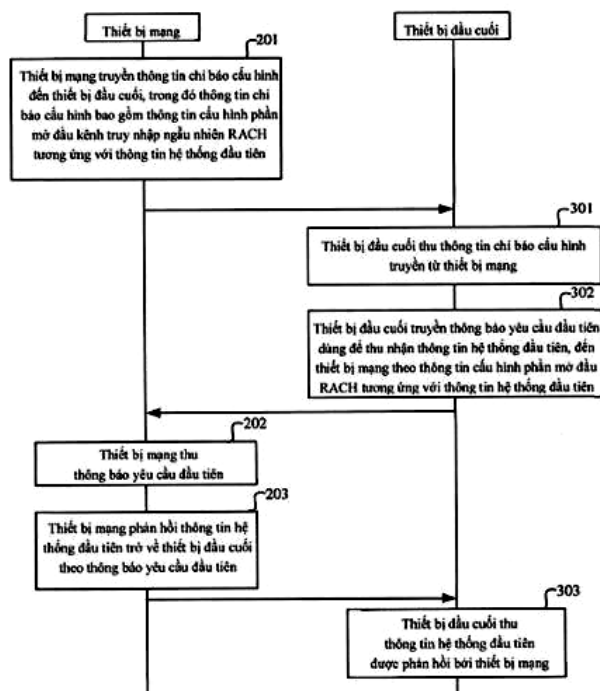 Thiết bị mạng
Thiết bị đầu cuối
201
Thiết bị mạng truyền thông tin chỉ báo cấu hình
đến thiết bị đầu cuối, trong đó thông tin chỉ
báo cấu hình bao gồm thông tin cấu hình phần
mở đầu kênh truy nhập ngẫu nhiên RACH
tương ứng với thông tin hệ thống đầu tiên
301
Thiết bị đầu cuối thu thông tin chỉ báo cấu hình
truyền từ thiết bị mạng
302
Thiết bị đầu cuối truyền thông báo yêu cầu đầu tiên
dùng để thu nhận thông tin hệ thống đầu tiên, đến
thiết bị mạng theo thông tin cấu hình phần mở đầu
RACH tương ứng với thông tin hệ thống đầu tiên
202
Thiết bị mạng thu
thông báo yêu cầu đầu tiên
203
Thiết bị mạng phản hồi thông tin hệ
thống đầu tiên trở về thiết bị đầu cuối
theo thông báo yêu cầu đầu tiên
303
Thiết bị đầu cuối thu
thông tin hệ thống đầu tiên
được phản hồi bởi thiết bị mạng